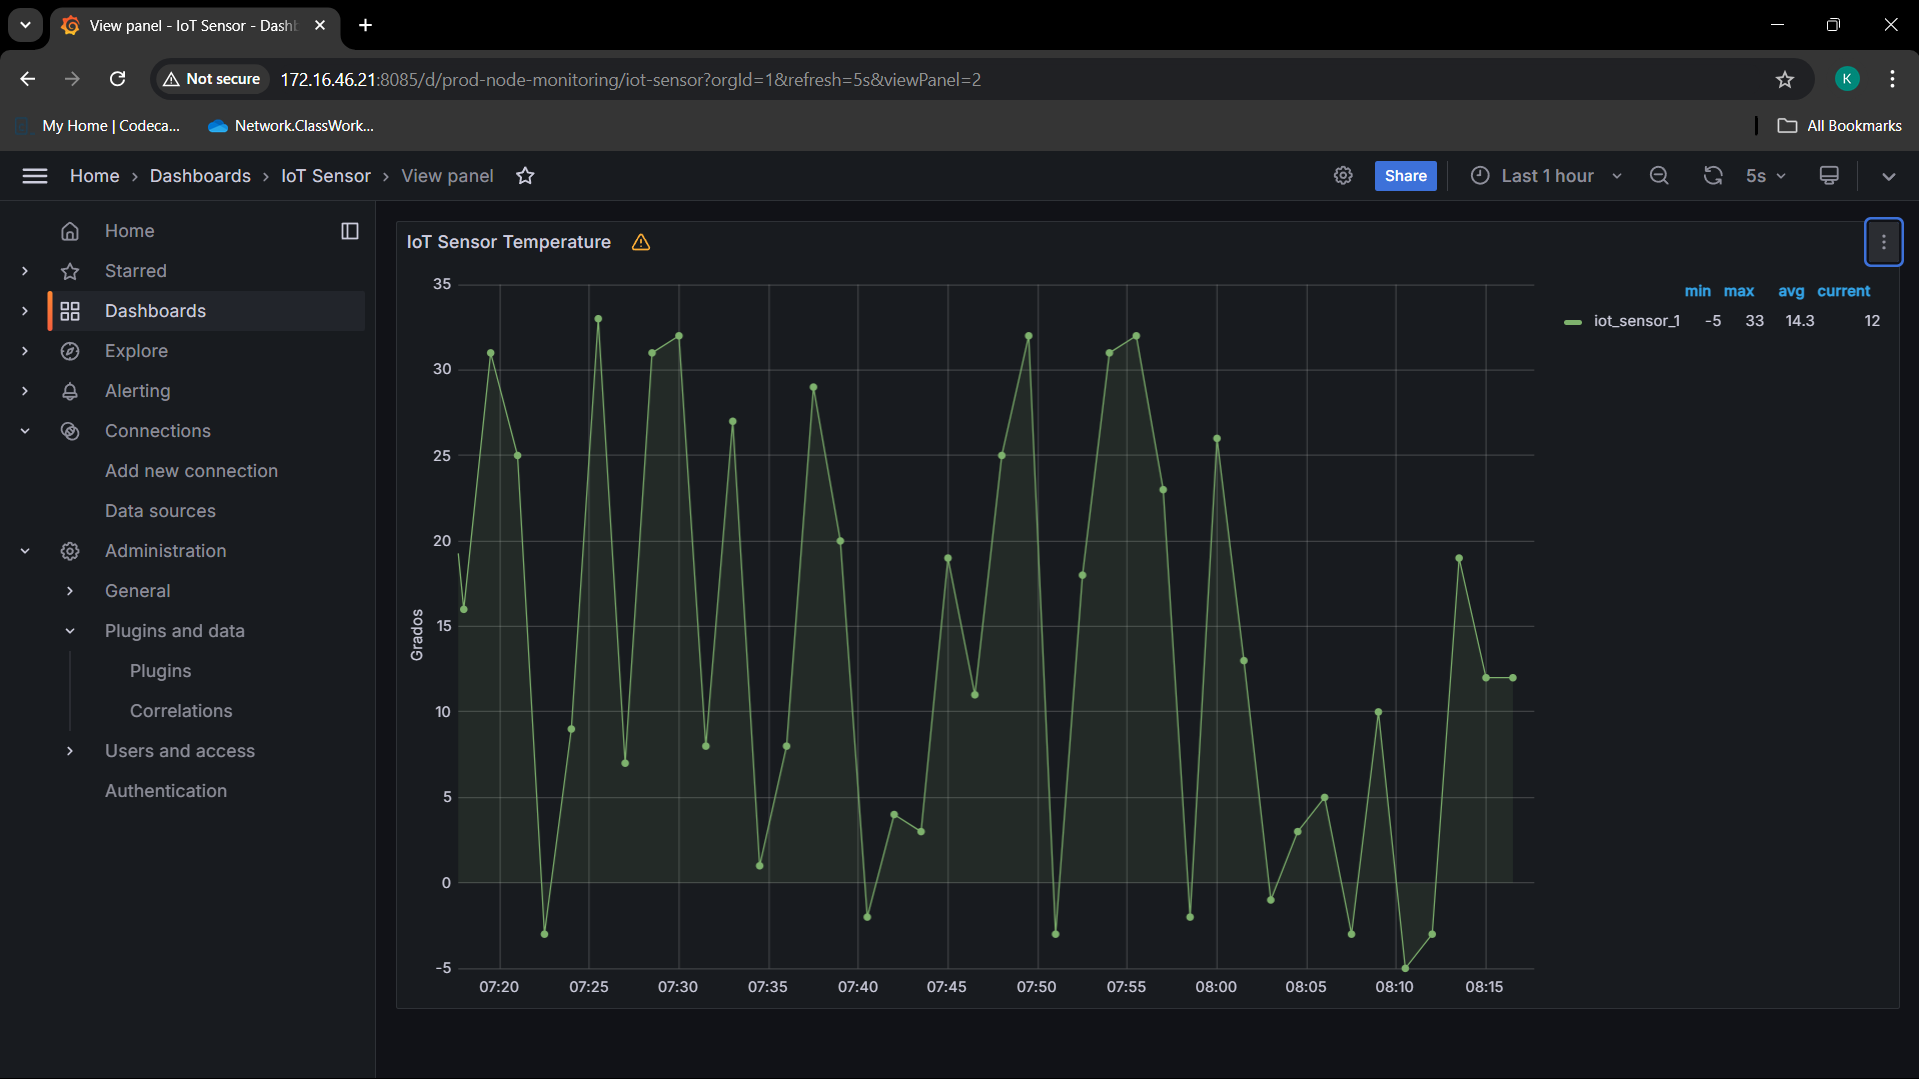 View panel - IoT Sensor - Dashb
Not secure
172.16.46.21:8085/d/prod-node-monitoring/iot-sensor?orgId=1&refresh=5s&viewPanel=2
K
My Home | Codeca...
Network.ClassWork...
All Bookmarks
Home › Dashboards › IoT Sensor › View panel
Share
Last 1 hour
5s
Home
Starred
Dashboards
Explore
Alerting
Connections
Add new connection
Data sources
Administration
General
Plugins and data
Plugins
Correlations
Users and access
Authentication
IoT Sensor Temperature
Grados
35
30
25
20
15
10
5
0
-5
07:20 07:25 07:30 07:35 07:40 07:45 07:50 07:55 08:00 08:05 08:10 08:15
min max avg current
iot_sensor_1 -5 33 14.3 12